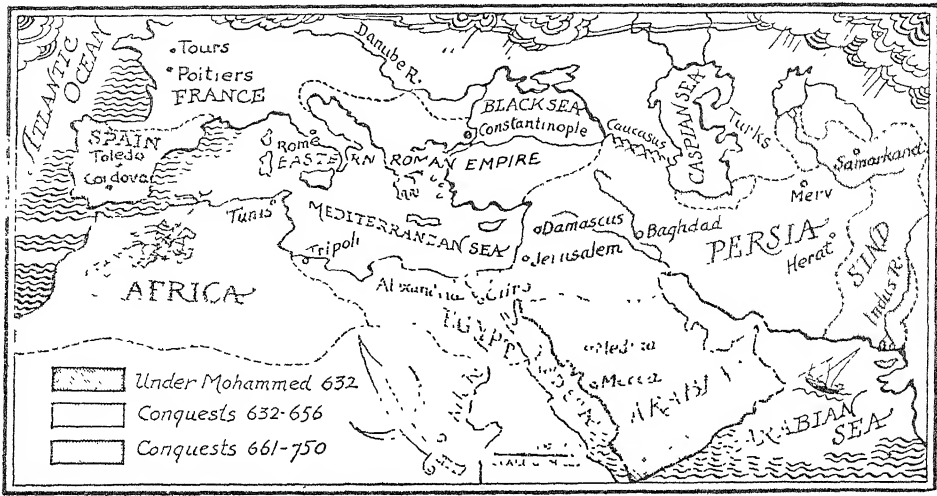 ATLANTIC OCEAN
Tours
Poitiers
FRANCE
Danube R.
SPAIN
Toledo
Cordova
Rome
EASTERN ROMAN EMPIRE
BLACK SEA
Constantinople
Caucasus
CASPIAN SEA
Turks
Samarkand
Merv
Tunis
MEDITERRANEAN SEA
Tripoli
Damascus
Jerusalem
Baghdad
PERSIA
Herat
SIND
Indus R.
AFRICA
Alexandria
Cairo
EGYPT
Medina
Mecca
ARABIA
ARABIAN SEA
Under Mohammed 632
Conquests 632-656
Conquests 661-750